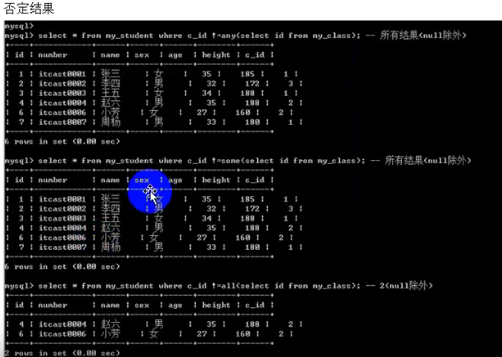 否定结果
mysql>
mysql> select * from my_student where c_id !=any(select id from my_class); -- 所有结果(null除外)
| id | number | name | sex | age | height | c_id |
| 1 | itcast0001 | 张三 | 女 | 35 | 185 | 1 |
| 2 | itcast0002 | 李四 | 男 | 32 | 172 | 3 |
| 3 | itcast0003 | 王五 | 女 | 34 | 188 | 1 |
| 4 | itcast0004 | 赵六 | 男 | 35 | 188 | 2 |
| 6 | itcast0006 | 小芳 | 女 | 27 | 160 | 2 |
| 7 | itcast0007 | 周杨 | 男 | 33 | 180 | 1 |
6 rows in set (0.00 sec)
mysql> select * from my_student where c_id !=some(select id from my_class); -- 所有结果(null除外)
| id | number | name | sex | age | height | c_id |
| 1 | itcast0001 | 张三 | 女 | 35 | 185 | 1 |
| 2 | itcast0002 | 李四 | 男 | 32 | 172 | 3 |
| 3 | itcast0003 | 王五 | 女 | 34 | 188 | 1 |
| 4 | itcast0004 | 赵六 | 男 | 35 | 188 | 2 |
| 6 | itcast0006 | 小芳 | 女 | 27 | 160 | 2 |
| 7 | itcast0007 | 周杨 | 男 | 33 | 180 | 1 |
6 rows in set (0.00 sec)
mysql> select * from my_student where c_id !=all(select id from my_class); -- 2(null除外)
| id | number | name | sex | age | height | c_id |
| 4 | itcast0004 | 赵六 | 男 | 35 | 188 | 2 |
| 6 | itcast0006 | 小芳 | 女 | 27 | 160 | 2 |
2 rows in set (0.00 sec)